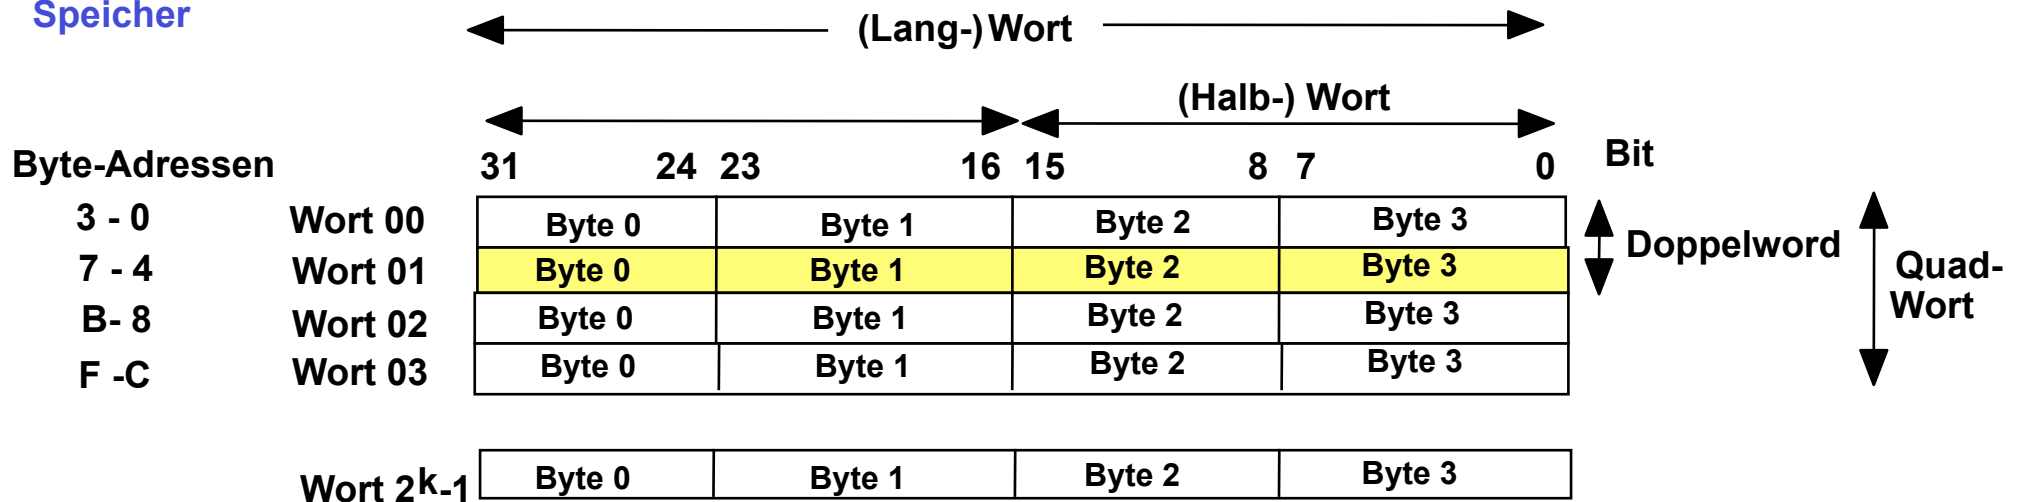 Speicher
(Lang-) Wort
(Halb-) Wort
Byte-Adressen 31 24 23 16 15 8 7 0 Bit
3 - 0 Wort 00 Byte 0 Byte 1 Byte 2 Byte 3
Doppelword
7 - 4 Wort 01 Byte 0 Byte 1 Byte 2 Byte 3
Quad-
Wort
B- 8 Wort 02 Byte 0 Byte 1 Byte 2 Byte 3
F -C Wort 03 Byte 0 Byte 1 Byte 2 Byte 3
Wort 2k-1 Byte 0 Byte 1 Byte 2 Byte 3